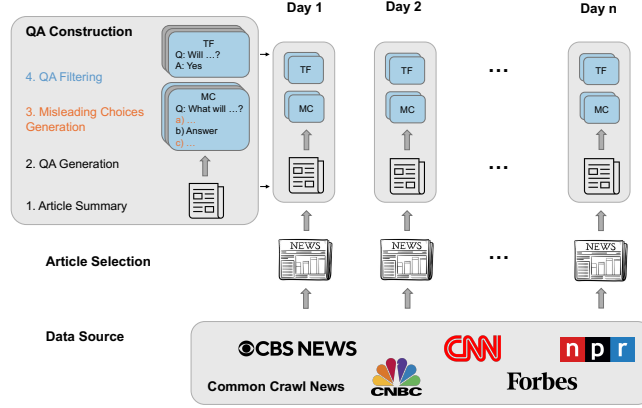 Day 1
Day 2
Day n
QA Construction
TF
Q: Will ...?
A: Yes
4. QA Filtering
MC
Q: What will ...?
a) ...
b) Answer
c) ...
3. Misleading Choices
Generation
2. QA Generation
1. Article Summary
TF
TF
...
TF
MC
MC
MC
...
Article Selection
NEWS
NEWS
...
NEWS
Data Source
CBS NEWS
CNN
npr
Common Crawl News
CNBC
Forbes